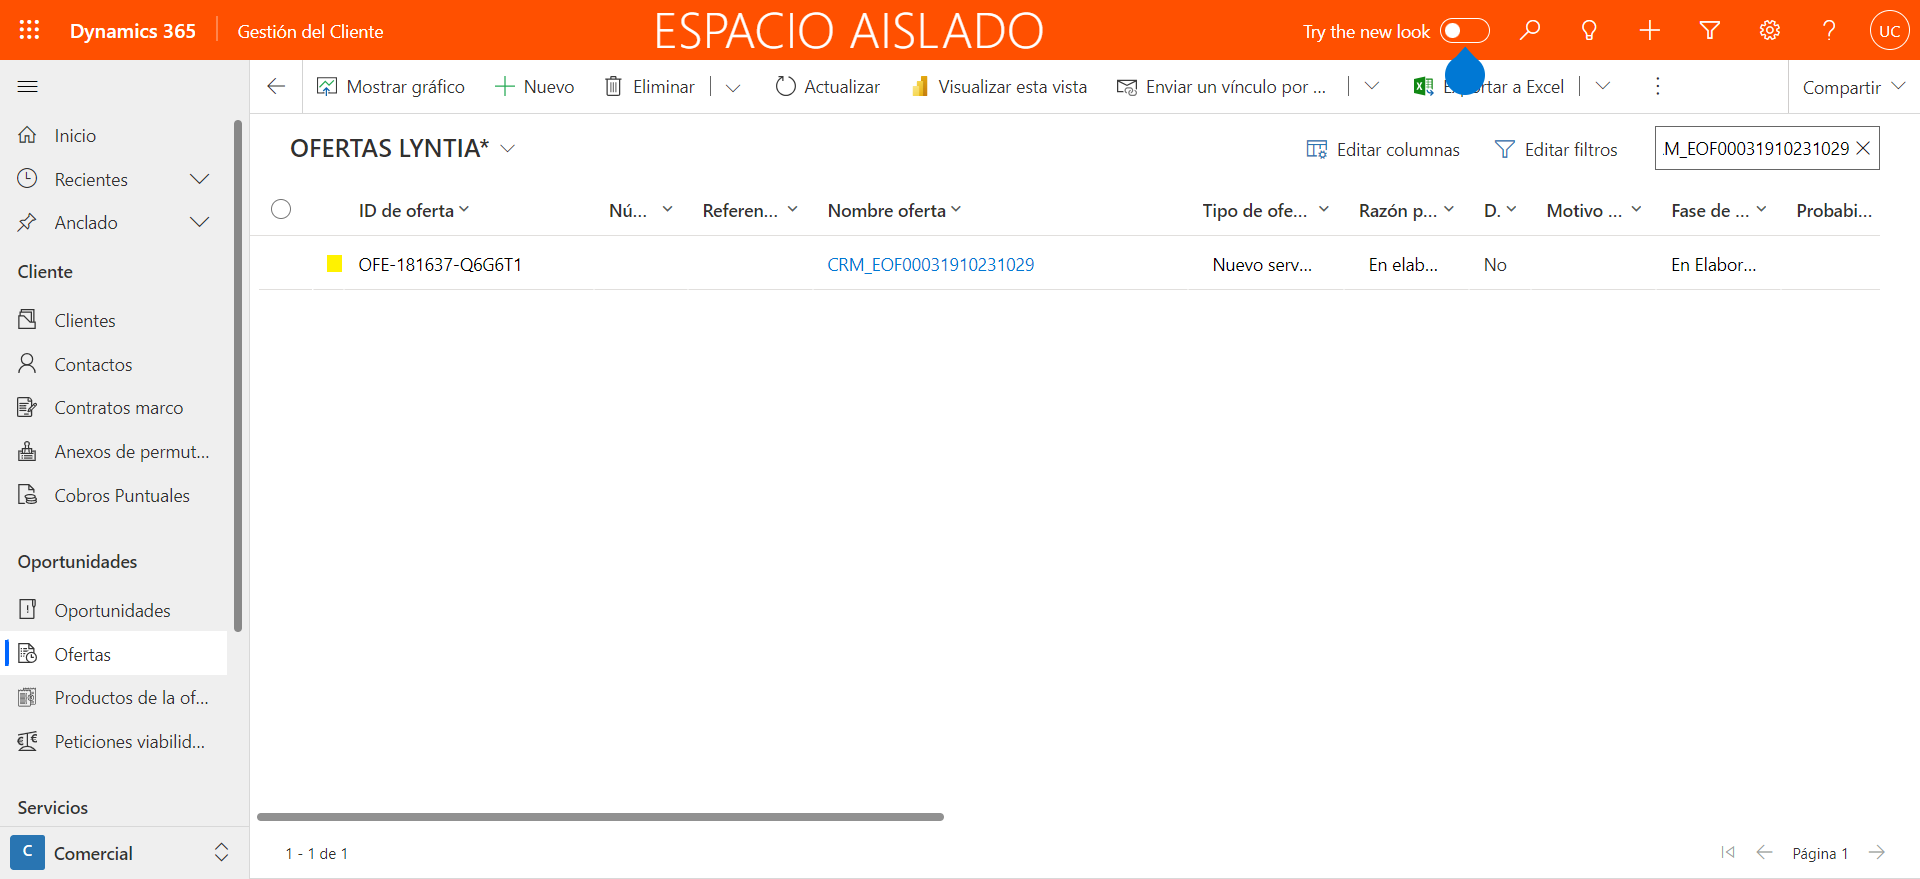 Dynamics 365
Gestión del Cliente
ESPACIO AISLADO
Try the new look
UC
Mostrar gráfico
Nuevo
Eliminar
Actualizar
Visualizar esta vista
Enviar un vínculo por ...
tar a Excel
Compartir
Inicio
Recientes
Anclado
Cliente
Clientes
Contactos
Contratos marco
Anexos de permut...
Cobros Puntuales
Oportunidades
Oportunidades
Ofertas
Productos de la of...
Peticiones viabilid...
Servicios
C
Comercial
OFERTAS LYNTIA*
Editar columnas
Editar filtros
M_EOF00031910231029
ID de oferta
Nú...
Referen...
Nombre oferta
Tipo de ofe...
Razón p...
D.
Motivo ...
Fase de ...
Probabi...
OFE-181637-Q6G6T1
CRM_EOF00031910231029
Nuevo serv...
En elab...
No
En Elabor...
1 - 1 de 1
Página 1